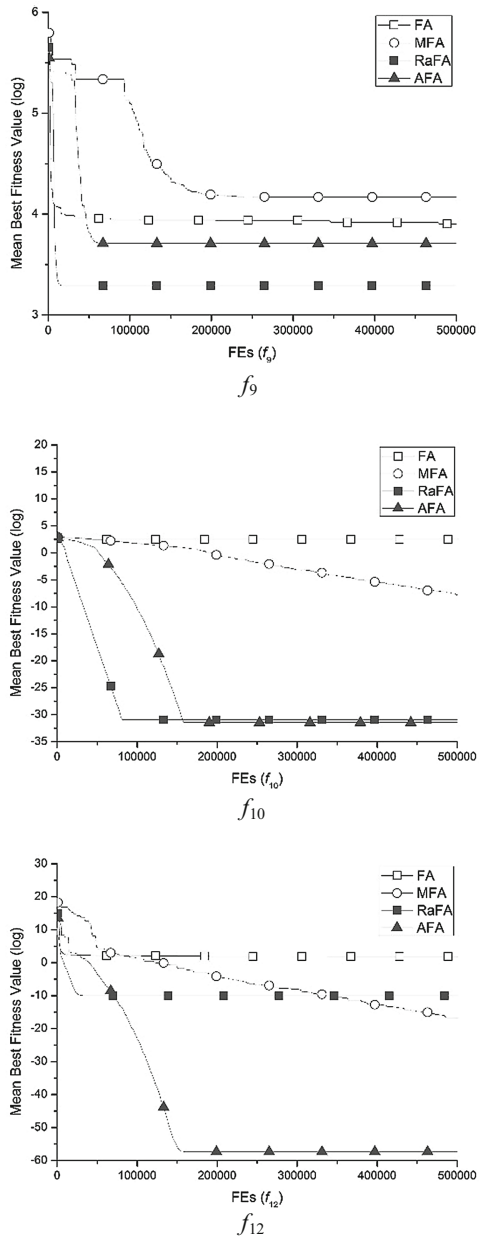 6
5
4
3
Mean Best Fitness Value (log)
FA
MFA
RaFA
AFA
0 100000 200000 300000 400000 500000
FEs (f9)
f9
20
15
10
5
0
-5
-10
-15
-20
-25
-30
-35
Mean Best Fitness Value (log)
FA
MFA
RaFA
AFA
0 100000 200000 300000 400000 500000
FEs (f10)
f10
30
20
10
0
-10
-20
-30
-40
-50
-60
Mean Best Fitness Value (log)
FA
MFA
RaFA
AFA
0 100000 200000 300000 400000 500000
FEs (f12)
f12